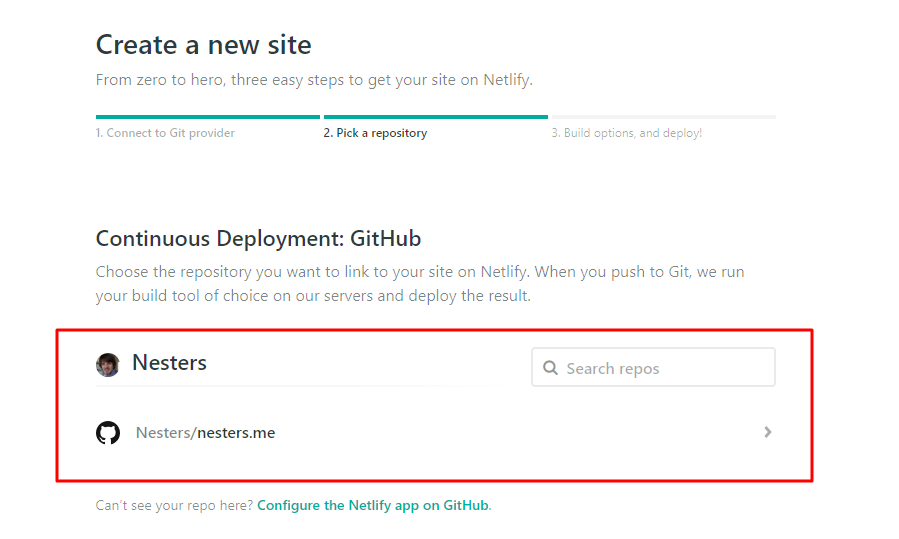 Create a new site
From zero to hero, three easy steps to get your site on Netlify.
1. Connect to Git provider
2. Pick a repository
3. Build options, and deploy!
Continuous Deployment: GitHub
Choose the repository you want to link to your site on Netlify. When you push to Git, we run
your build tool of choice on our servers and deploy the result.
Nesters
Search repos
Nesters/nesters.me
Can't see your repo here? Configure the Netlify app on GitHub.